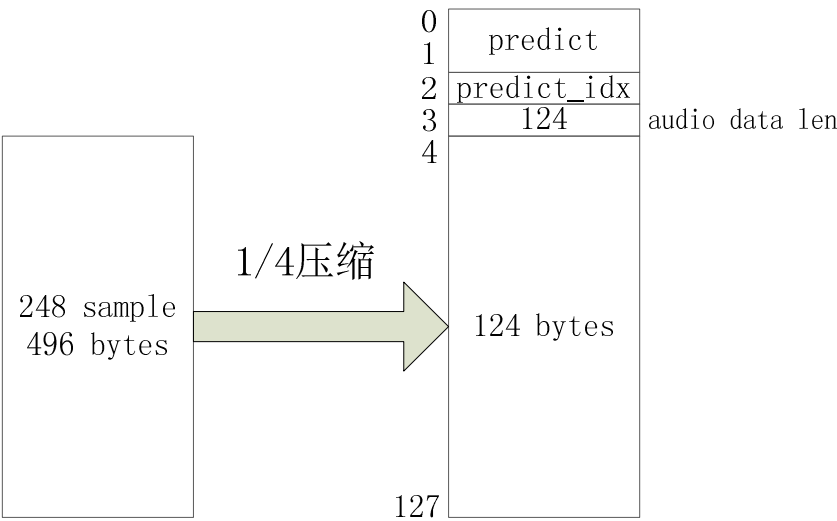 0
predict
1
2
predict_idx
3
124
audio data len
4
1/4压缩
248 sample
496 bytes
124 bytes
127